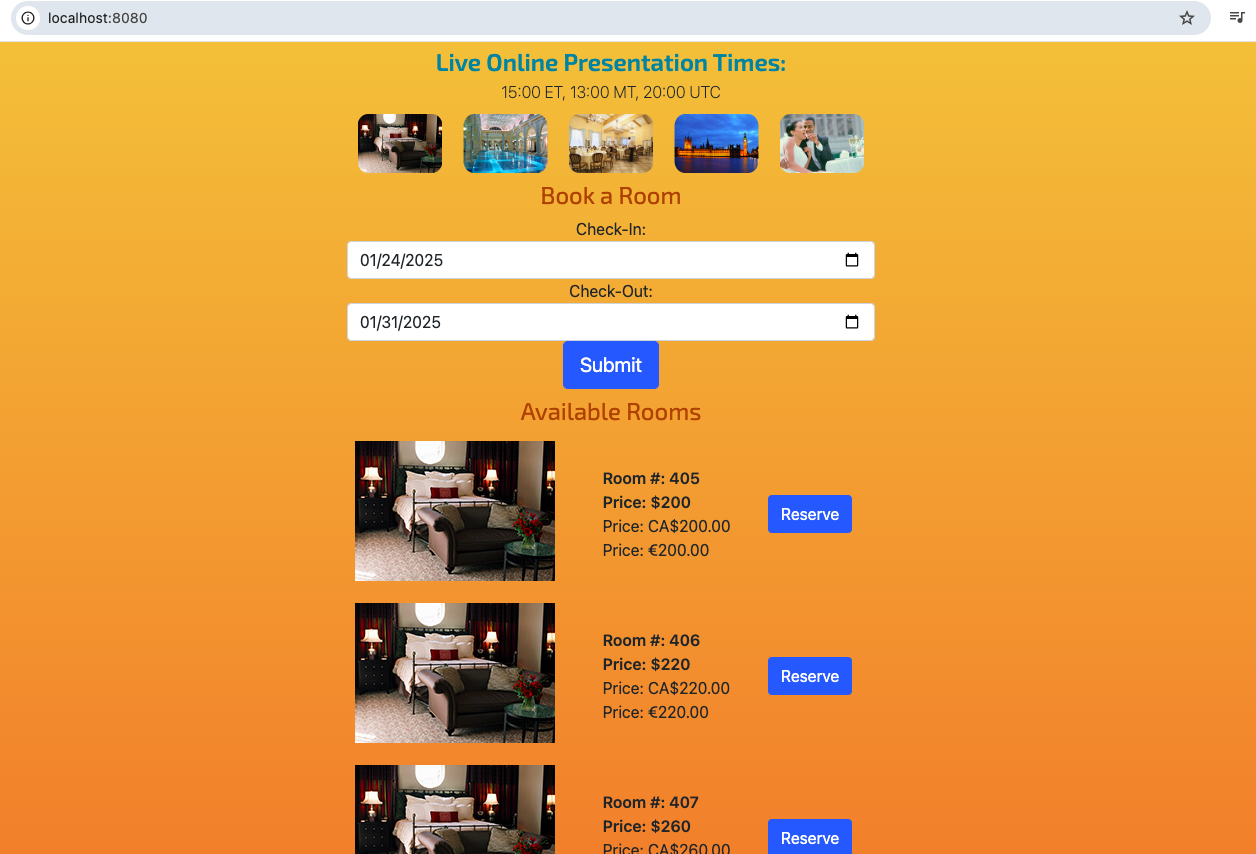 localhost:8080
Live Online Presentation Times:
15:00 ET, 13:00 MT, 20:00 UTC
Book a Room
Check-In:
01/24/2025
Check-Out:
01/31/2025
Submit
Available Rooms
Room #: 405
Price: $200
Price: CA$200.00
Price: €200.00
Reserve
Room #: 406
Price: $220
Price: CA$220.00
Price: €220.00
Reserve
Room #: 407
Price: $260
Price: CA$260.00
Reserve